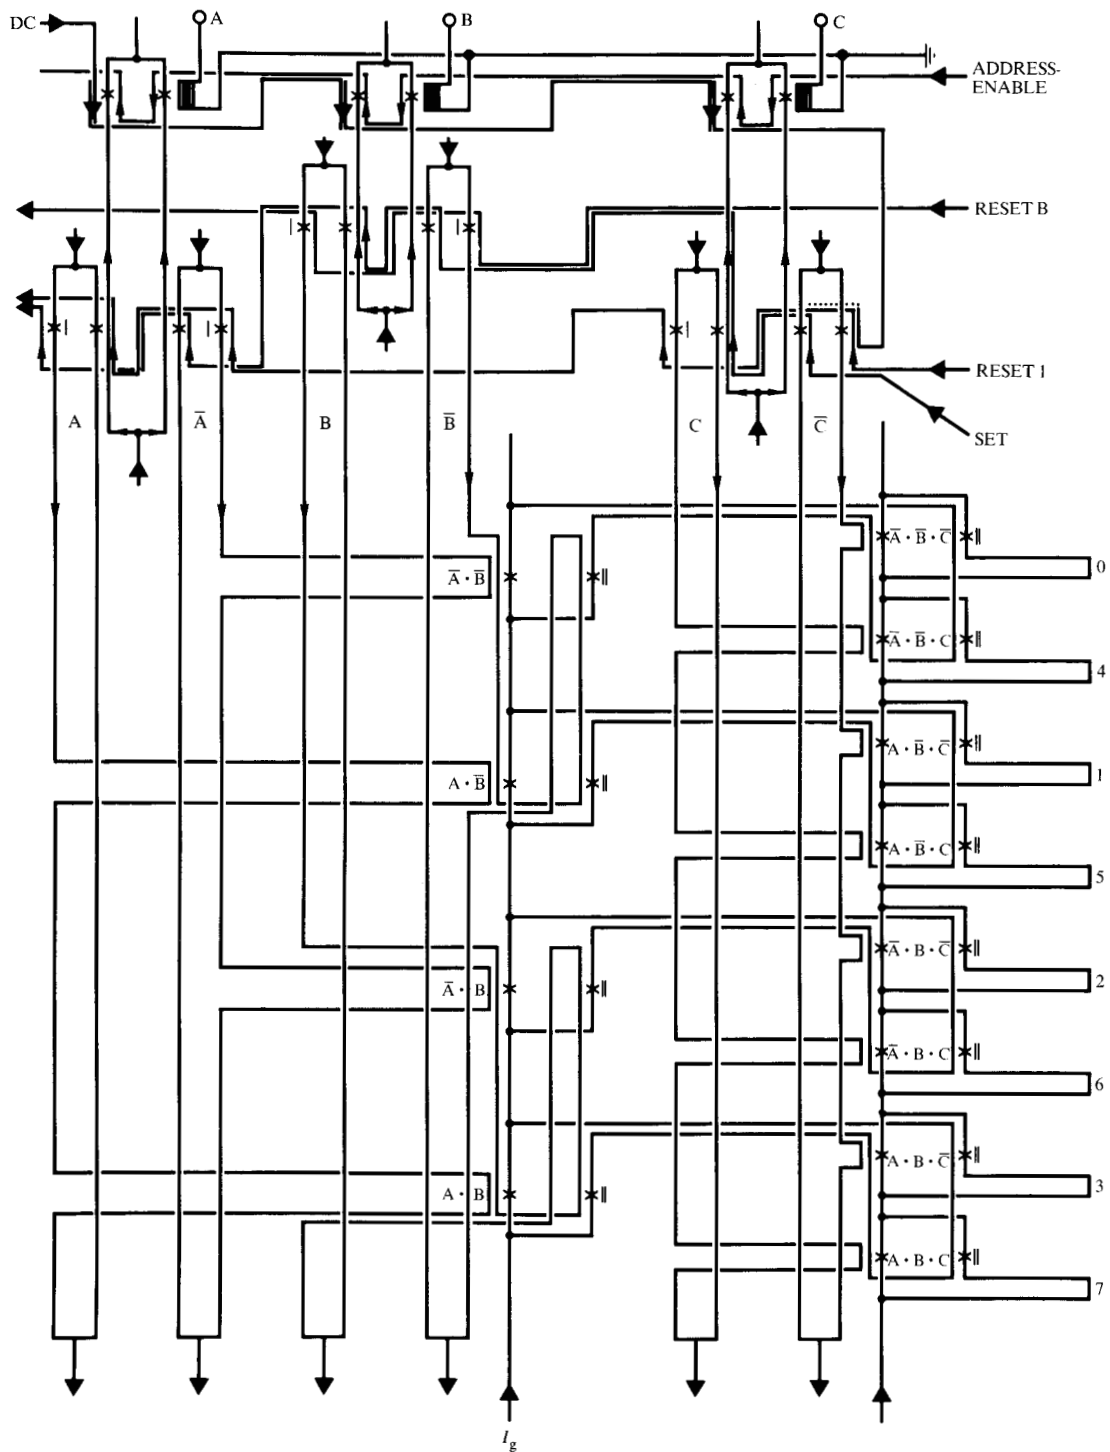 DC
A
B
C
ADDRESS-
ENABLE
RESET B
RESET 1
SET
A
A̅
B
B̅
C
C̅
A̅ · B̅
A · B̅
A̅ · B
A · B
A̅ · B̅ · C̅
0
A̅ · B̅ · C
4
A · B̅ · C̅
1
A · B̅ · C
5
A̅ · B · C̅
2
A̅ · B · C
6
A · B · C̅
3
A · B · C
7
I_g